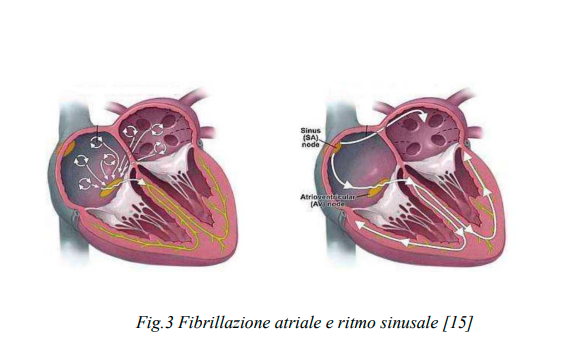 Sinus
(SA)
node
Atrioventricular
(AV) node
Fig.3 Fibrillazione atriale e ritmo sinusale [15]